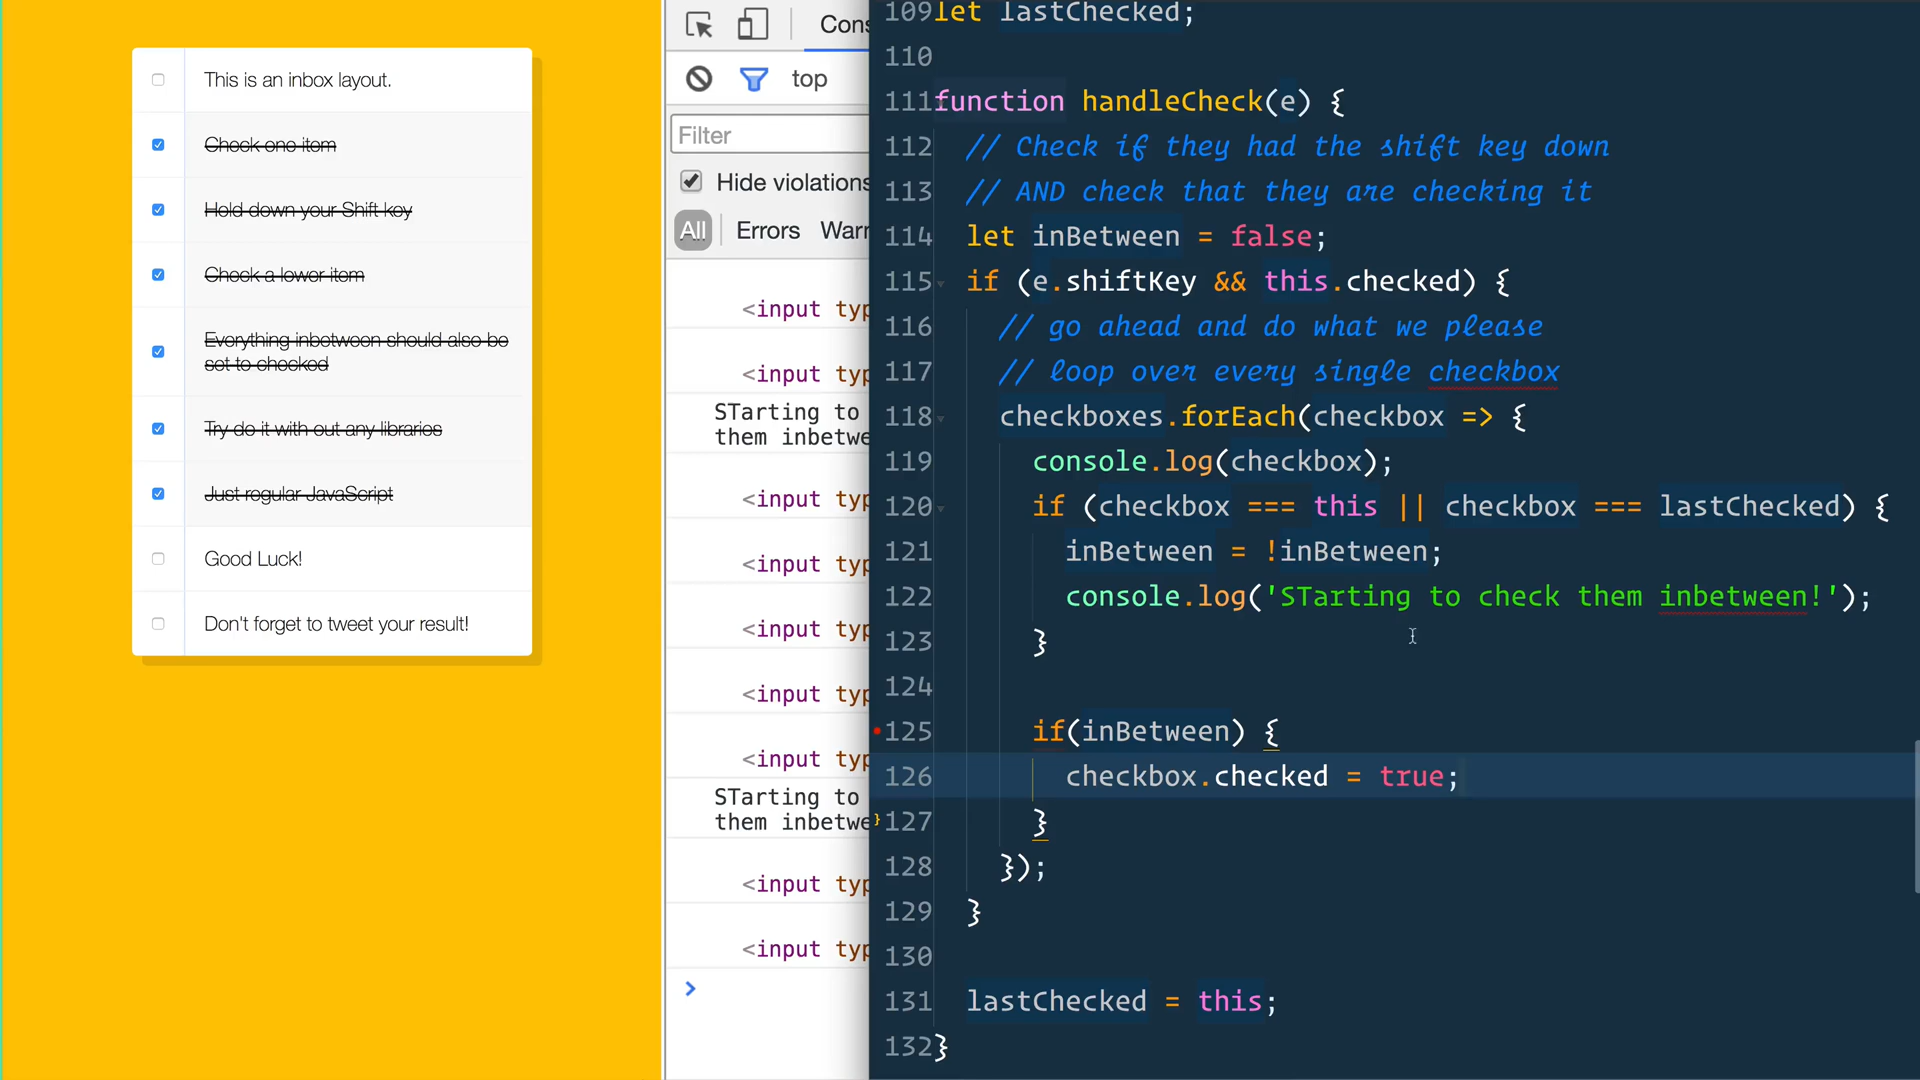 This is an inbox layout.
Check one item
Hold down your Shift key
Check a lower item
Everything inbetween should also be
set to checked
Try do it with out any libraries
Just regular JavaScript
Good Luck!
Don't forget to tweet your result!
Cons
top
Filter
Hide violations
All Errors Warr
<input typ
<input typ
STarting to
them inbetwe
<input typ
<input typ
<input typ
<input typ
<input typ
STarting to
them inbetwe
<input typ
<input typ
>
109 let lastChecked;
110
111 function handleCheck(e) {
112 // Check if they had the shift key down
113 // AND check that they are checking it
114 let inBetween = false;
115 if (e.shiftKey && this.checked) {
116 // go ahead and do what we please
117 // loop over every single checkbox
118 checkboxes.forEach(checkbox => {
119 console.log(checkbox);
120 if (checkbox === this || checkbox === lastChecked) {
121 inBetween = !inBetween;
122 console.log('STarting to check them inbetween!');
123 }
124
125 if(inBetween) {
126 checkbox.checked = true;
127 }
128 });
129 }
130
131 lastChecked = this;
132 }